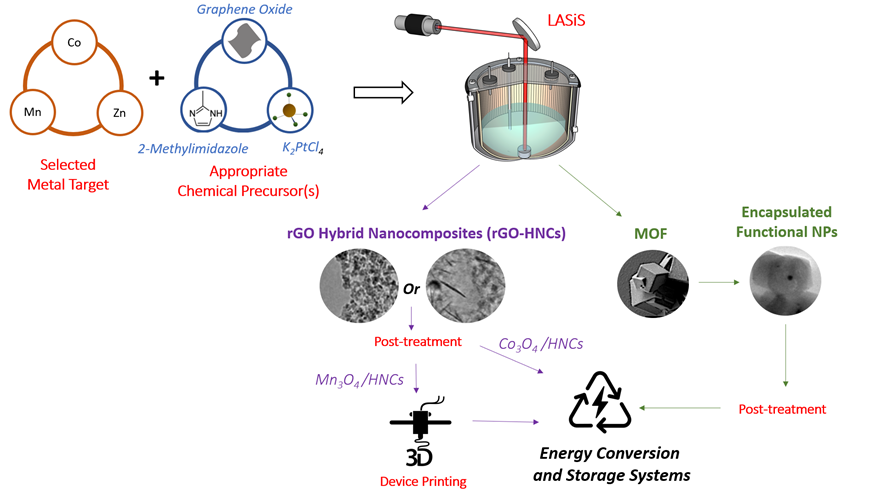 Graphene Oxide
LASiS
Co
Mn
Zn
+
NH
N
2-Methylimidazole
K₂PtCl₄
Selected
Metal Target
Appropriate
Chemical Precursor(s)
rGO Hybrid Nanocomposites (rGO-HNCs)
MOF
Encapsulated
Functional NPs
Or
Post-treatment
Co₃O₄/HNCs
Mn₃O₄/HNCs
Post-treatment
3D
Device Printing
Energy Conversion
and Storage Systems